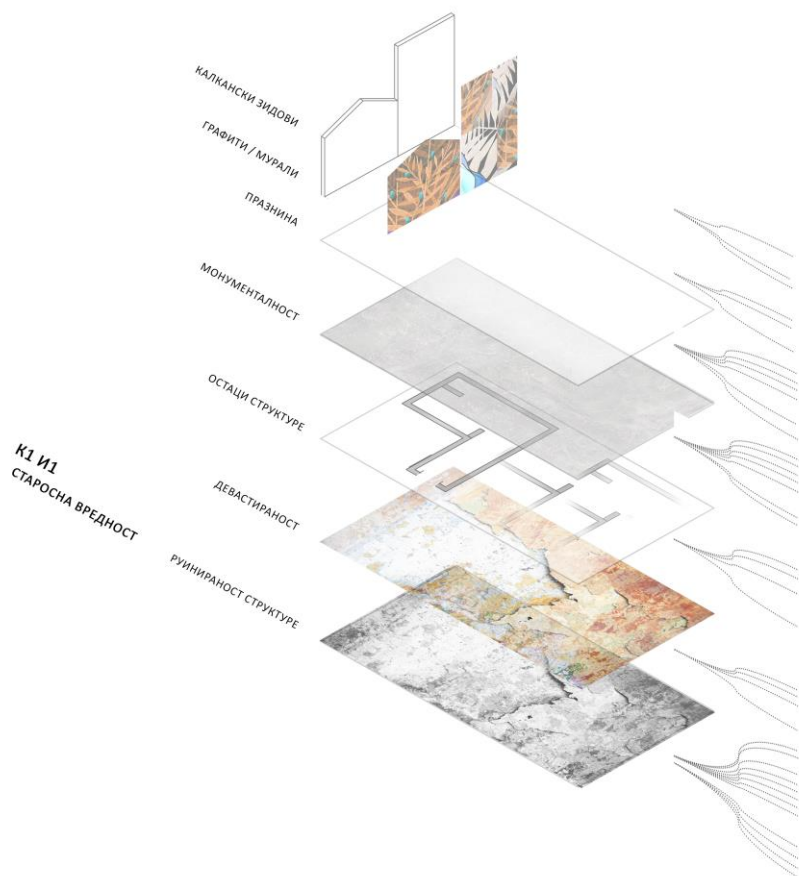 КАЛКАНСКИ ЗИДОВИ
ГРАФИТИ / МУРАЛИ
ПРАЗНИНА
МОНУМЕНТАЛНОСТ
ОСТАЦИ СТРУКТУРЕ
К1 И1
СТАРОСНА ВРЕДНОСТ
ДЕВАСТИРАНОСТ
РУИНИРАНОСТ СТРУКТУРЕ